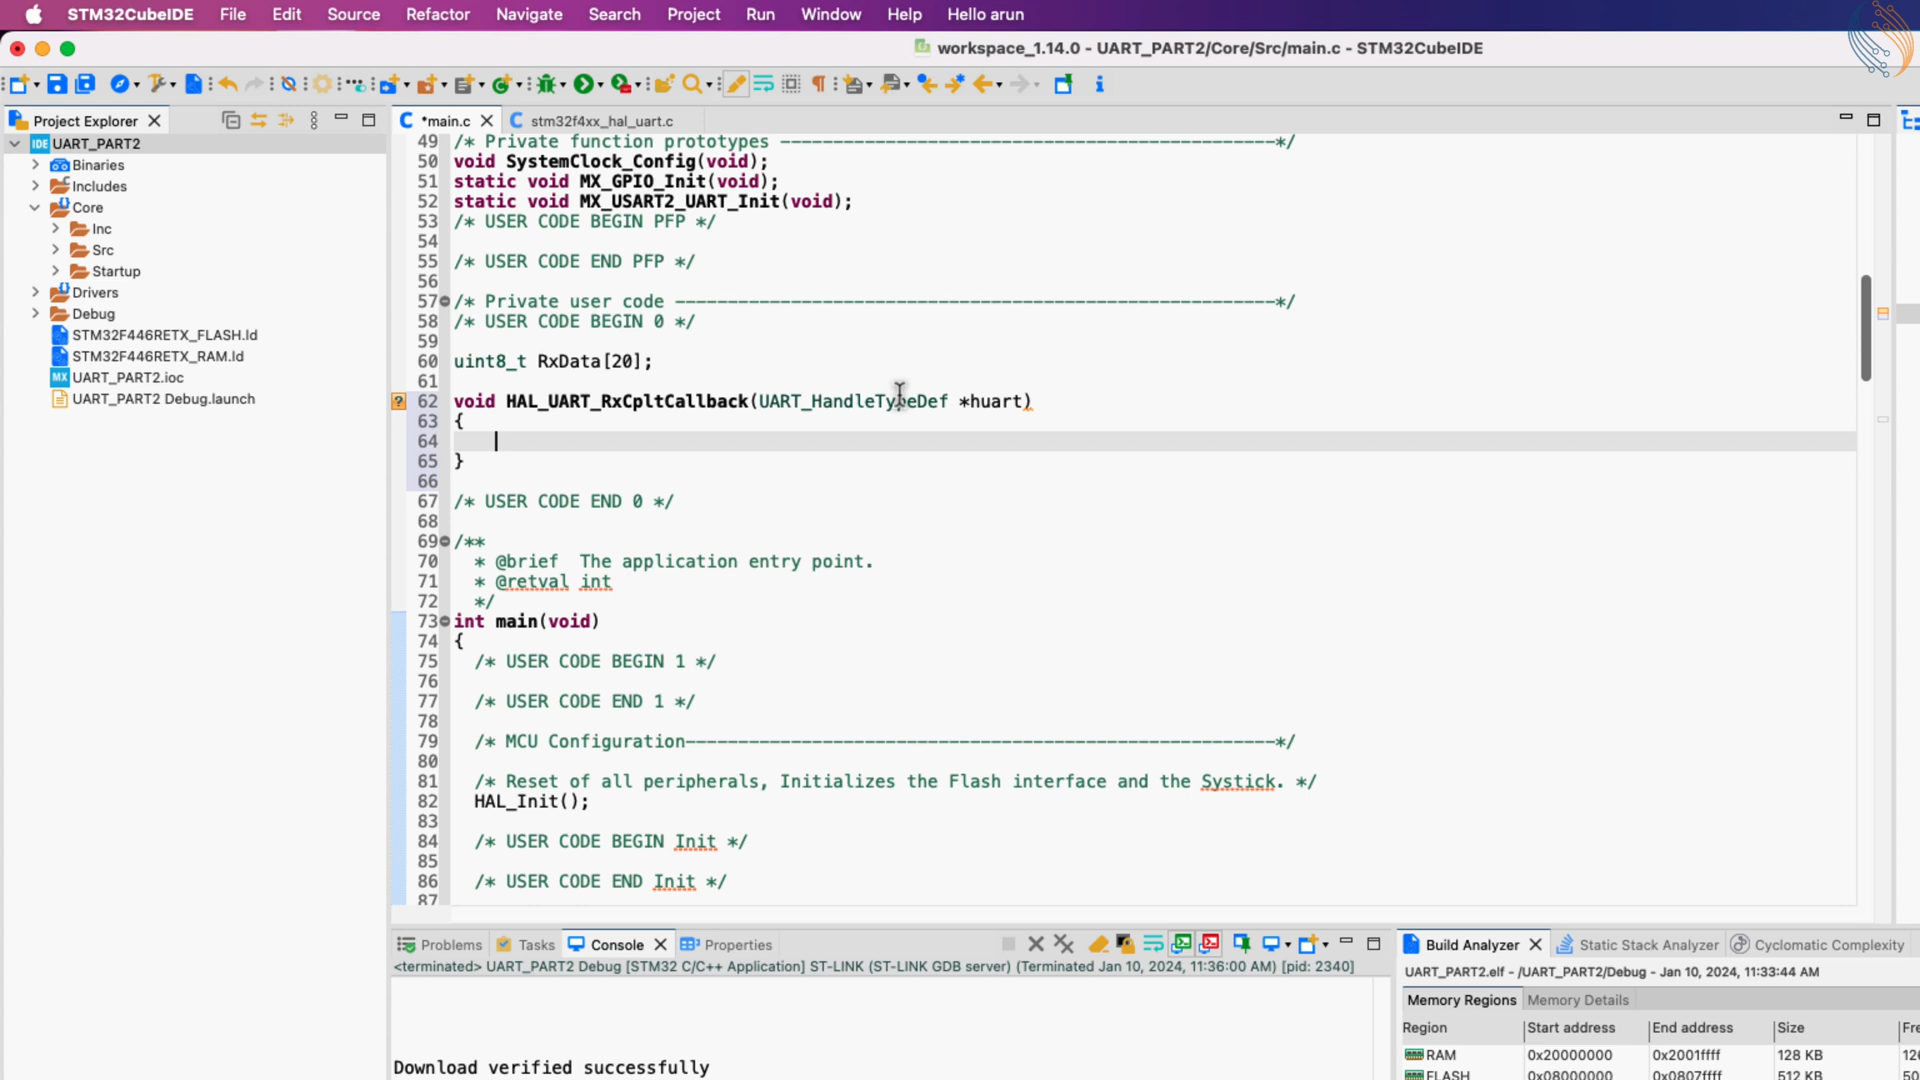 STM32CubeIDE File Edit Source Refactor Navigate Search Project Run Window Help Hello arun
workspace_1.14.0 - UART_PART2/Core/Src/main.c - STM32CubeIDE
Project Explorer
IDE UART_PART2
Binaries
Includes
Core
Inc
Src
Startup
Drivers
Debug
STM32F446RETX_FLASH.ld
STM32F446RETX_RAM.ld
MX UART_PART2.ioc
UART_PART2 Debug.launch
*main.c stm32f4xx_hal_uart.c
49 /* Private function prototypes -----------------------------------------------*/
50 void SystemClock_Config(void);
51 static void MX_GPIO_Init(void);
52 static void MX_USART2_UART_Init(void);
53 /* USER CODE BEGIN PFP */
54
55 /* USER CODE END PFP */
56
57 /* Private user code ---------------------------------------------------------*/
58 /* USER CODE BEGIN 0 */
59
60 uint8_t RxData[20];
61
62 void HAL_UART_RxCpltCallback(UART_HandleTypeDef *huart)
63 {
64
65 }
66
67 /* USER CODE END 0 */
68
69 /**
70 * @brief The application entry point.
71 * @retval int
72 */
73 int main(void)
74 {
75 /* USER CODE BEGIN 1 */
76
77 /* USER CODE END 1 */
78
79 /* MCU Configuration--------------------------------------------------------*/
80
81 /* Reset of all peripherals, Initializes the Flash interface and the Systick. */
82 HAL_Init();
83
84 /* USER CODE BEGIN Init */
85
86 /* USER CODE END Init */
87
Problems Tasks Console Properties
<terminated> UART_PART2 Debug [STM32 C/C++ Application] ST-LINK (ST-LINK GDB server) (Terminated Jan 10, 2024, 11:36:00 AM) [pid: 2340]
Download verified successfully
Build Analyzer Static Stack Analyzer Cyclomatic Complexity
UART_PART2.elf - /UART_PART2/Debug - Jan 10, 2024, 11:33:44 AM
Memory Regions Memory Details
Region Start address End address Size Fre
RAM 0x20000000 0x2001ffff 128 KB 12
FLASH 0x08000000 0x0807ffff 512 KB 50